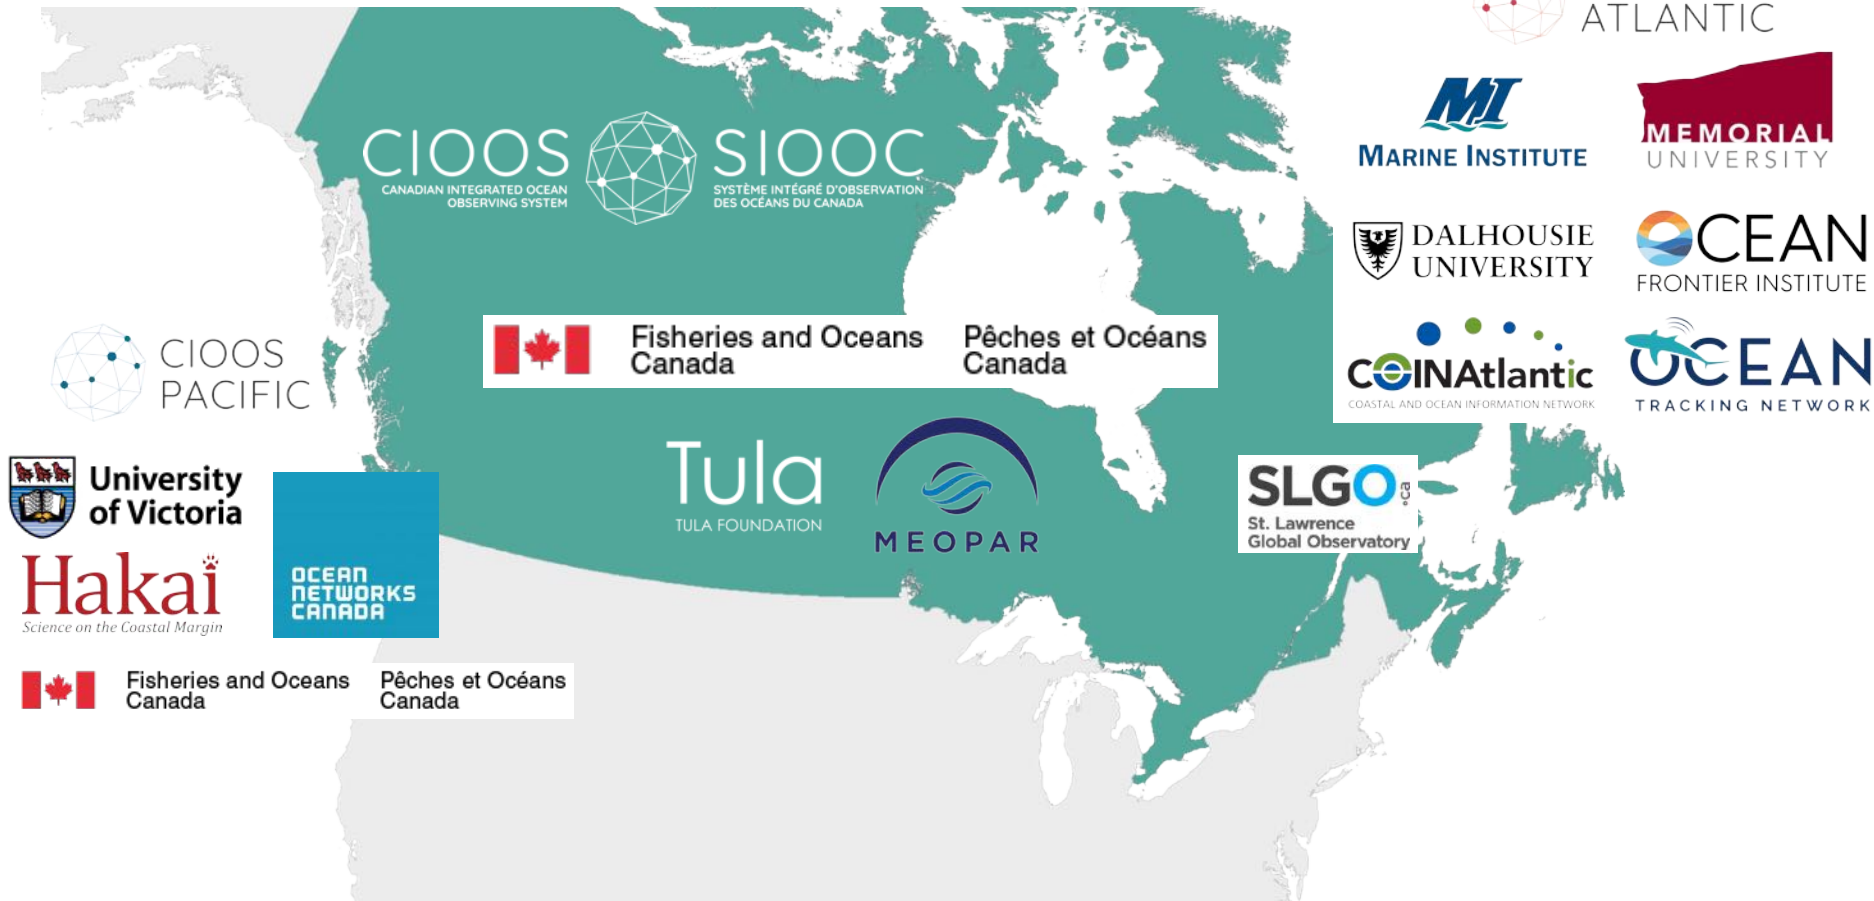 ATLANTIC
MI
MARINE INSTITUTE
MEMORIAL
UNIVERSITY
CIOOS
CANADIAN INTEGRATED OCEAN
OBSERVING SYSTEM
SIOOC
SYSTÈME INTÉGRÉ D'OBSERVATION
DES OCÉANS DU CANADA
DALHOUSIE
UNIVERSITY
OCEAN
FRONTIER INSTITUTE
CIOOS
PACIFIC
Fisheries and Oceans
Canada
Pêches et Océans
Canada
COINAtlantic
COASTAL AND OCEAN INFORMATION NETWORK
OCEAN
TRACKING NETWORK
University
of Victoria
Tula
TULA FOUNDATION
MEOPAR
SLGO.ca
St. Lawrence
Global Observatory
Hakai
Science on the Coastal Margin
OCEAN
NETWORKS
CANADA
Fisheries and Oceans
Canada
Pêches et Océans
Canada